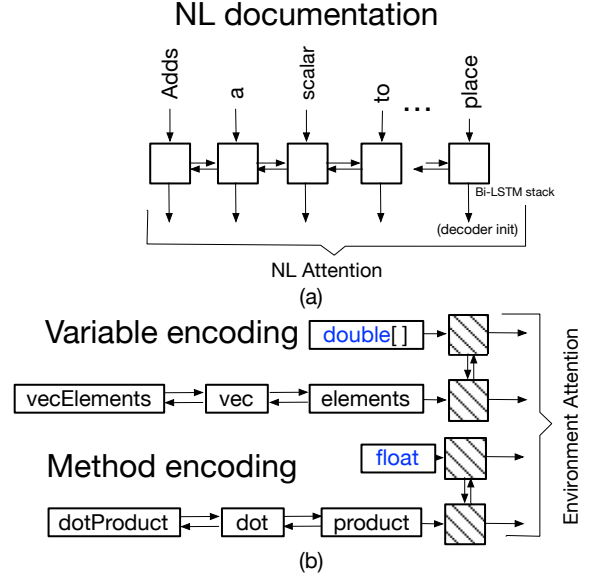 NL documentation
Adds a scalar to ... place
Bi-LSTM stack
(decoder init)
NL Attention
(a)
Variable encoding double[ ]
vecElements vec elements
Method encoding float
dotProduct dot product
Environment Attention
(b)